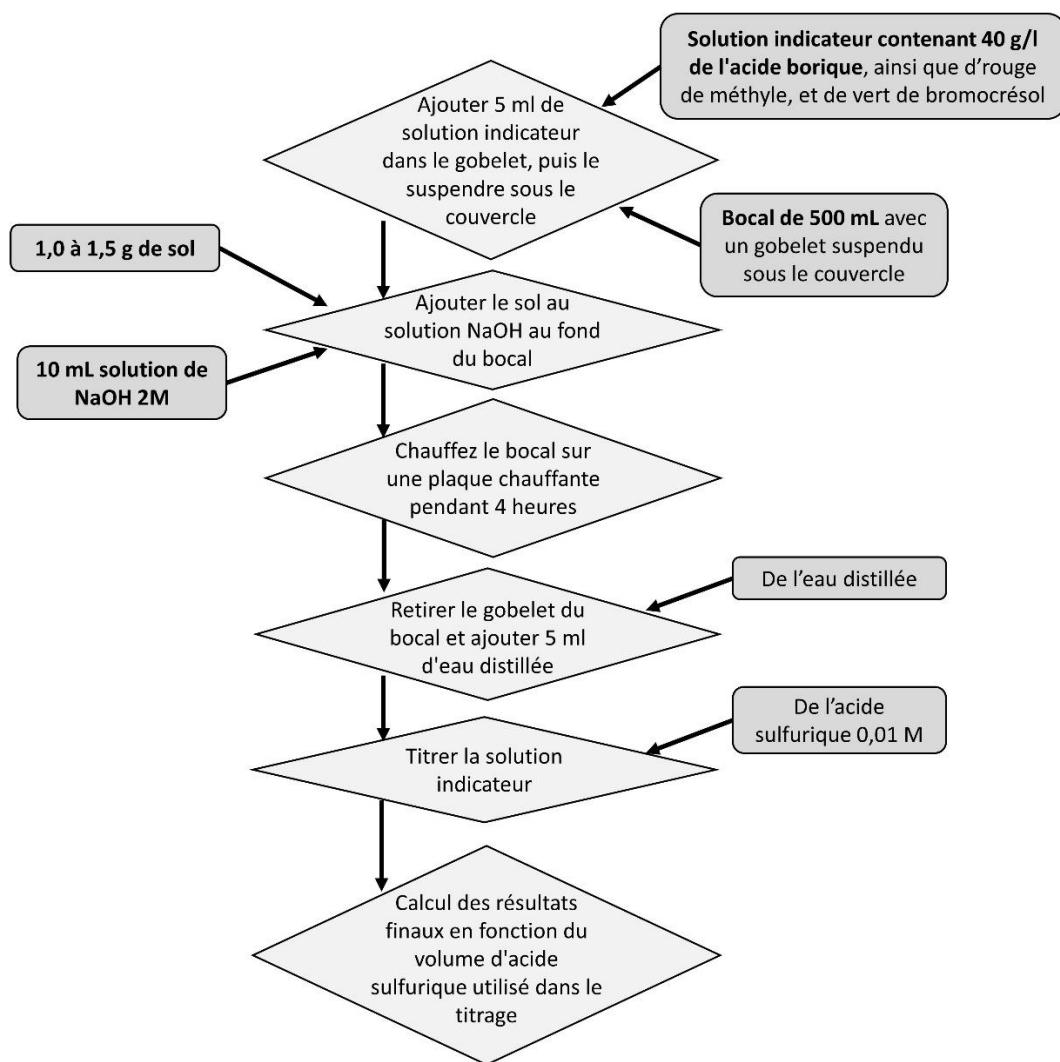 Solution indicateur contenant 40 g/l
de l'acide borique, ainsi que d'rouge
de méthyle, et de vert de bromocrésol
Ajouter 5 ml de
solution indicateur
dans le gobelet, puis le
suspendre sous le
couvercle
Bocal de 500 mL avec
un gobelet suspendu
sous le couvercle
1,0 à 1,5 g de sol
Ajouter le sol au
solution NaOH au fond
du bocal
10 mL solution de
NaOH 2M
Chauffez le bocal sur
une plaque chauffante
pendant 4 heures
De l’eau distillée
Retirer le gobelet du
bocal et ajouter 5 ml
d'eau distillée
De l’acide
sulfurique 0,01 M
Titrer la solution
indicateur
Calcul des résultats
finaux en fonction du
volume d'acide
sulfurique utilisé dans le
titrage